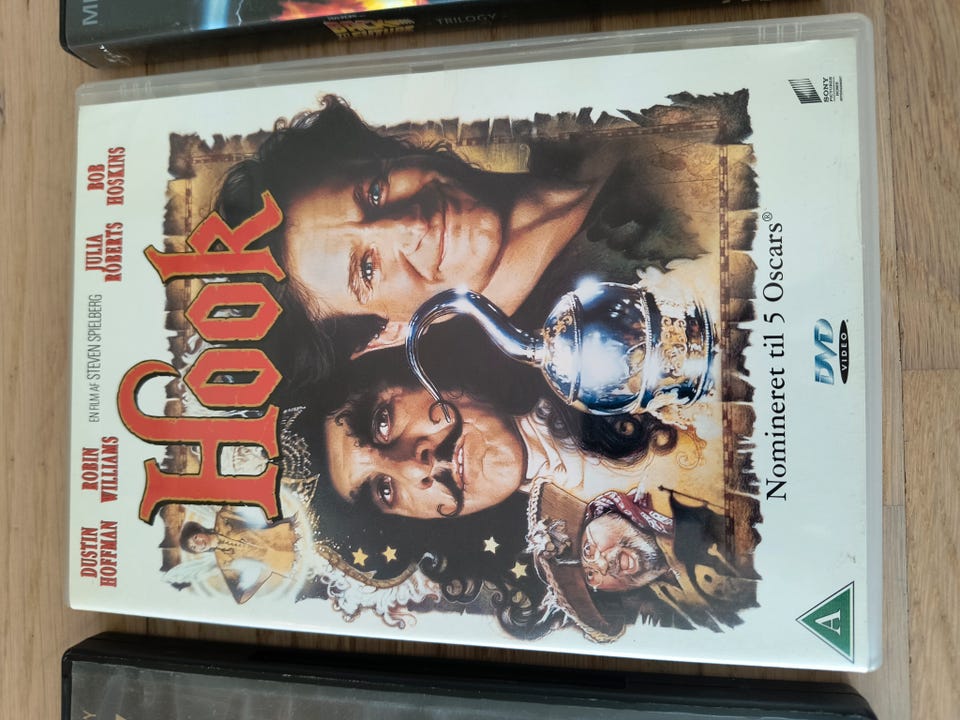 TRILOGY
EN FILM AF STEVEN SPIELBERG
DUSTIN HOFFMAN
ROBIN WILLIAMS
JULIA ROBERTS
BOB HOSKINS
Hook
Nomineret til 5 Oscars®
A
DVD
VIDEO
SONY
PICTURES